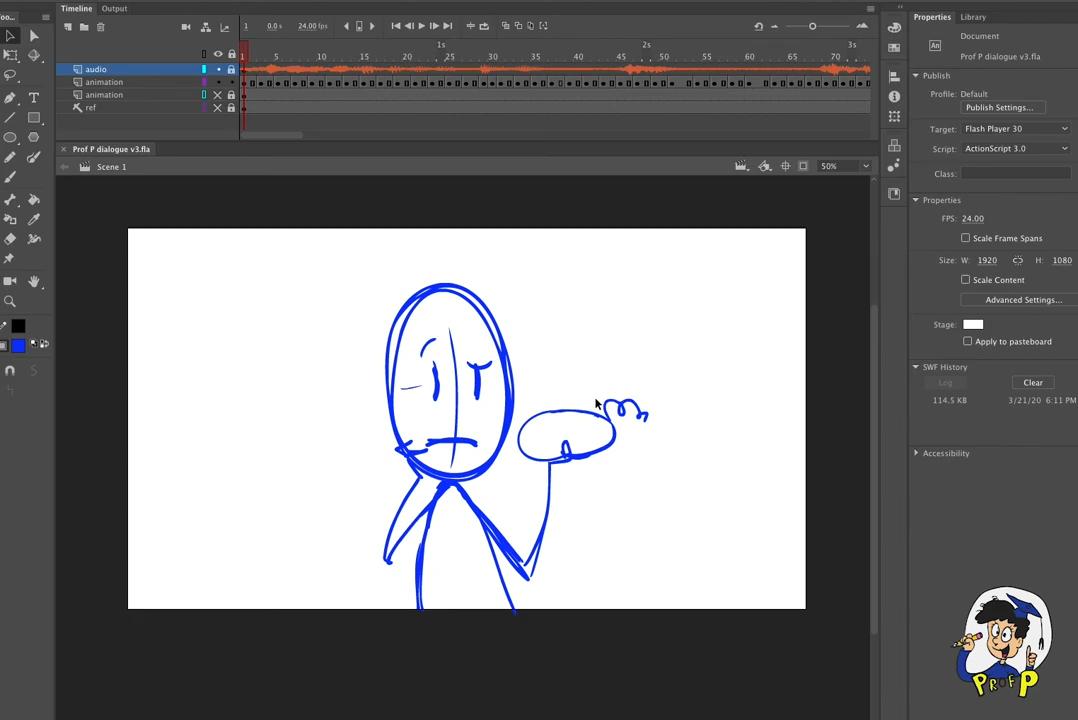 Too...
Timeline
Output
1
0.0 s
24.00 fps
1s
2s
3s
1
5
10
15
20
25
30
35
40
45
50
55
60
65
70
audio
animation
animation
ref
× Prof P dialogue v3.fla
Scene 1
50%
Properties
Library
Document
An
Prof P dialogue v3.fla
Publish
Profile: Default
Publish Settings...
Target: Flash Player 30
Script: ActionScript 3.0
Class:
Properties
FPS: 24.00
Scale Frame Spans
Size: W: 1920 H: 1080
Scale Content
Advanced Settings...
Stage:
Apply to pasteboard
SWF History
Log
Clear
114.5 KB 3/21/20 6:11 PM
Accessibility
PROF P